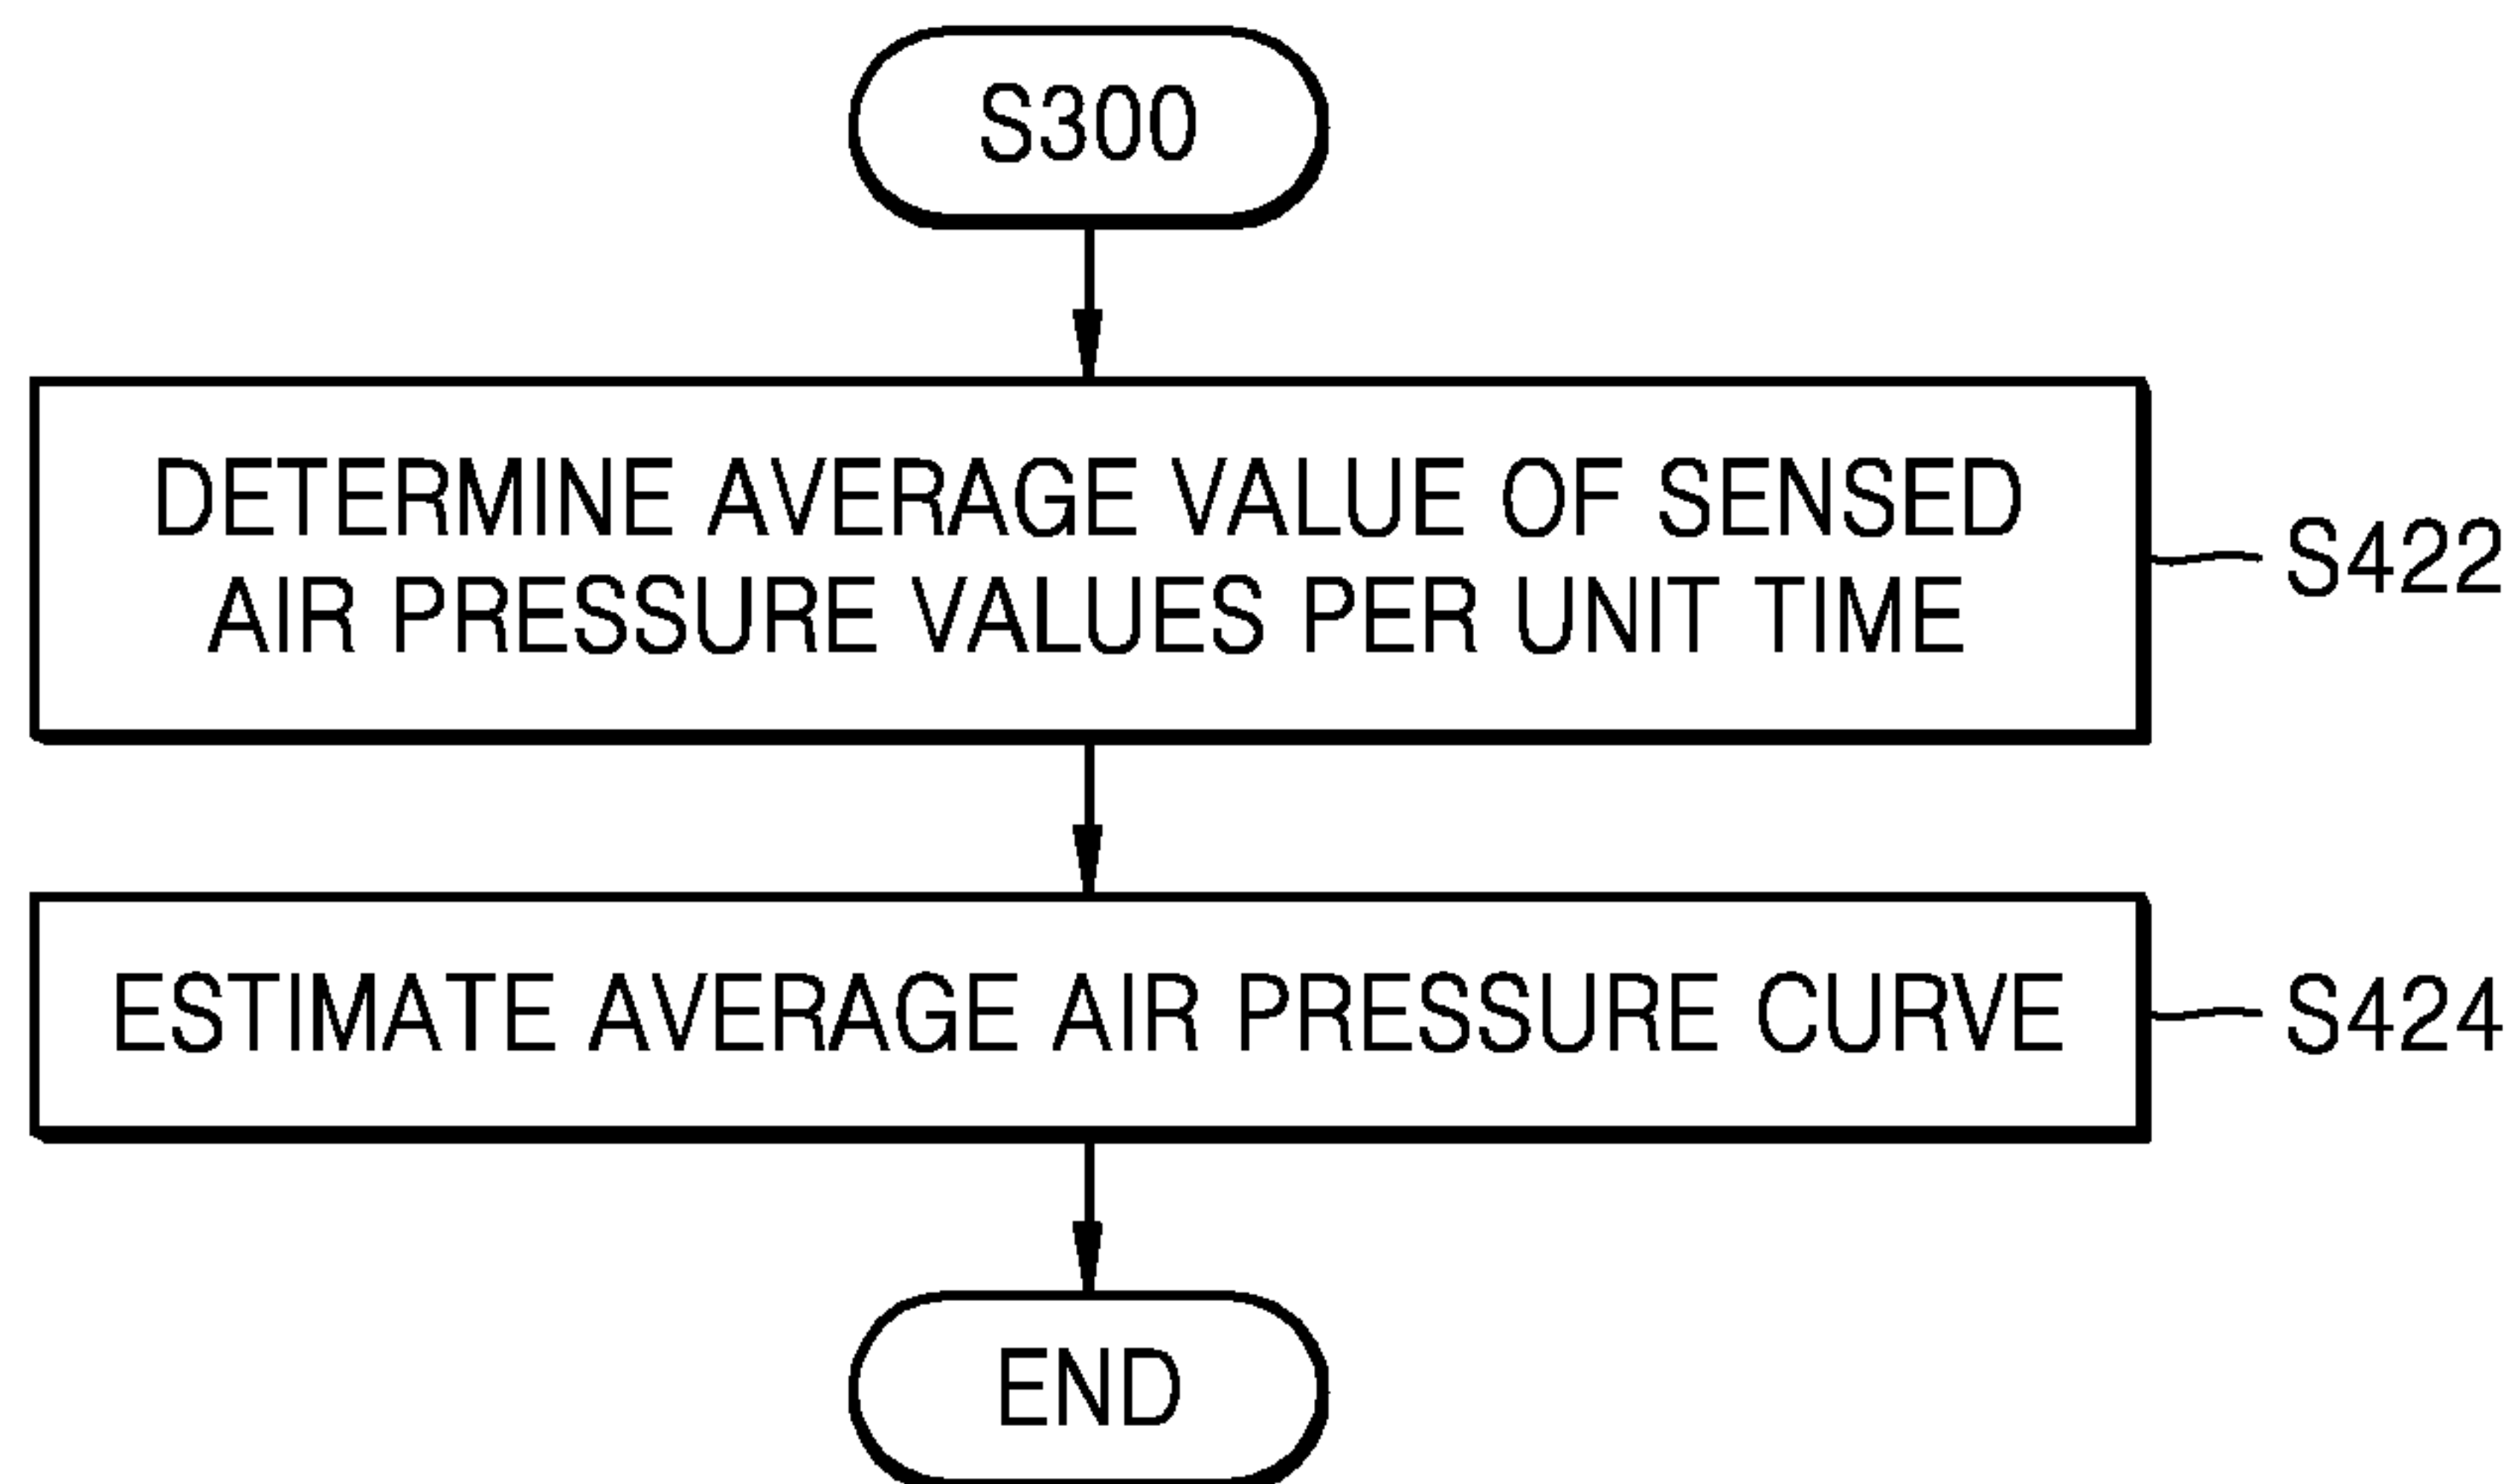 S300
DETERMINE AVERAGE VALUE OF SENSED
AIR PRESSURE VALUES PER UNIT TIME
S422
ESTIMATE AVERAGE AIR PRESSURE CURVE
S424
END